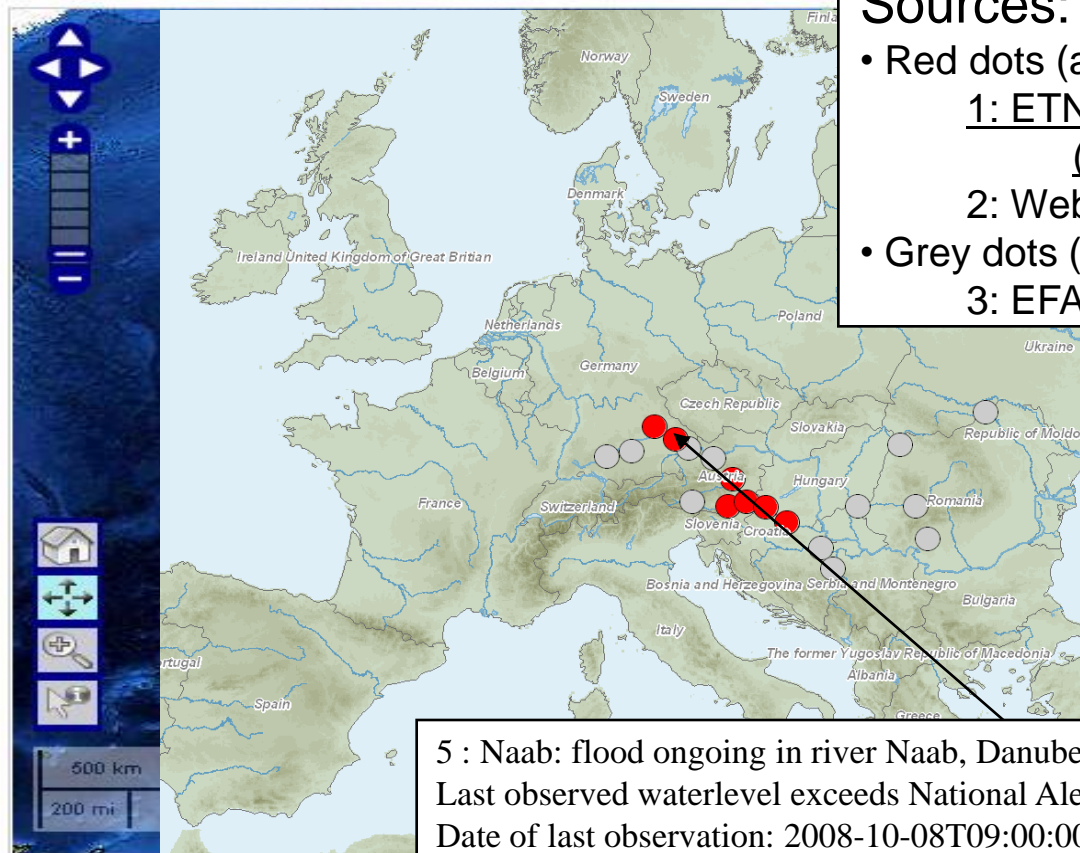 Sources:
• Red dots (a
1: ETN
(
2: Web
• Grey dots (
3: EFA
Norway
Sweden
Denmark
Ireland United Kingdom of Great Britian
Netherlands
Poland
Belgium
Germany
Ukraine
Czech Republic
Slovakia
Republic of Moldo
Austria
Hungary
France
Switzerland
Romania
Slovenia
Croatia
Bosnia and Herzegovina Serbia and Montenegro
Bulgaria
Italy
The former Yugoslav Republic of Macedonia
Albania
ortugal
Spain
Greece
5 : Naab: flood ongoing in river Naab, Danube
Last observed waterlevel exceeds National Ale
Date of last observation: 2008-10-08T09:00:00
500 km
200 mi